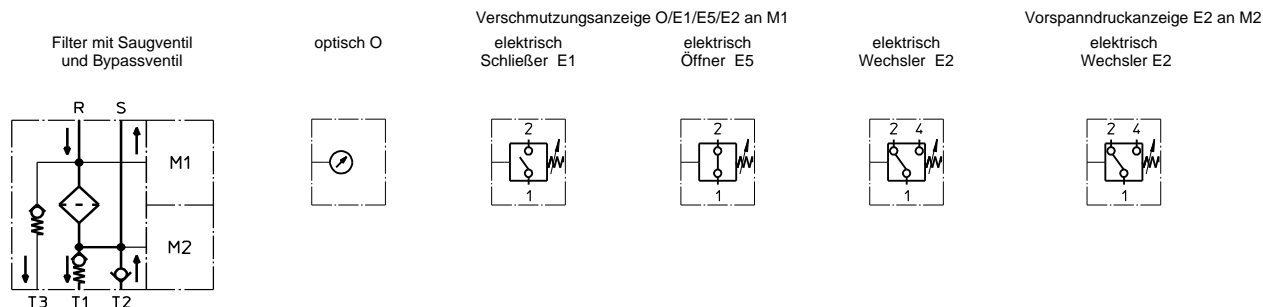 Verschmutzungsanzeige O/E1/E5/E2 an M1
Vorspanndruckanzeige E2 an M2
Filter mit Saugventil
und Bypassventil
optisch O
elektrisch
Schließer E1
elektrisch
Öffner E5
elektrisch
Wechsler E2
elektrisch
Wechsler E2
R S
M1
M2
T3 T1 T2
2
1
2
1
2 4
1
2 4
1